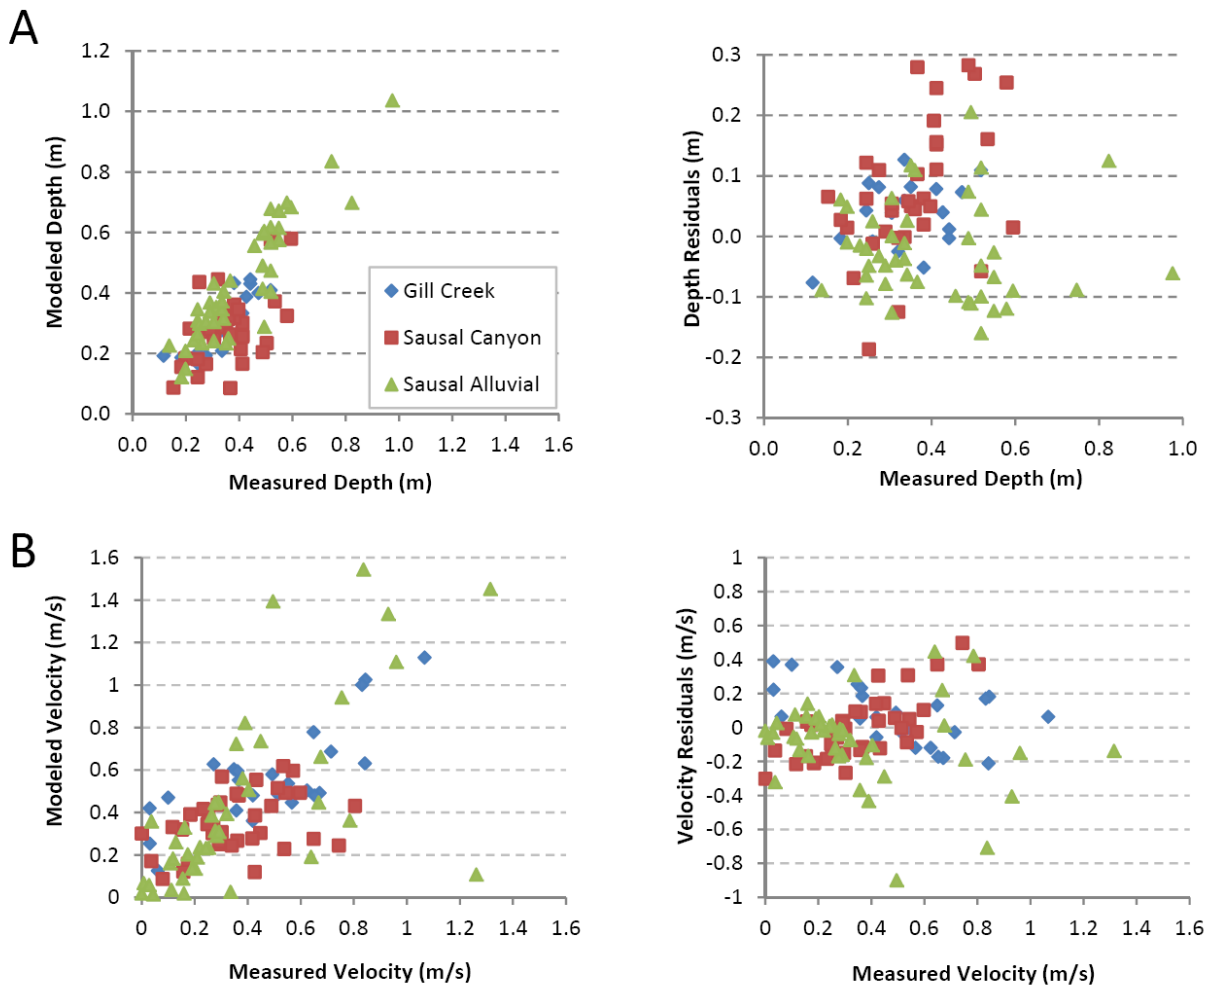 A
1.2
1.0
0.8
0.6
0.4
0.2
0.0
Modeled Depth (m)
0.0 0.2 0.4 0.6 0.8 1.0 1.2 1.4 1.6
Measured Depth (m)
Gill Creek
Sausal Canyon
Sausal Alluvial
0.3
0.2
0.1
0.0
-0.1
-0.2
-0.3
Depth Residuals (m)
0.0 0.2 0.4 0.6 0.8 1.0
Measured Depth (m)
B
1.6
1.4
1.2
1
0.8
0.6
0.4
0.2
0
Modeled Velocity (m/s)
0 0.2 0.4 0.6 0.8 1 1.2 1.4 1.6
Measured Velocity (m/s)
1
0.8
0.6
0.4
0.2
0
-0.2
-0.4
-0.6
-0.8
-1
Velocity Residuals (m/s)
0 0.2 0.4 0.6 0.8 1 1.2 1.4 1.6
Measured Velocity (m/s)